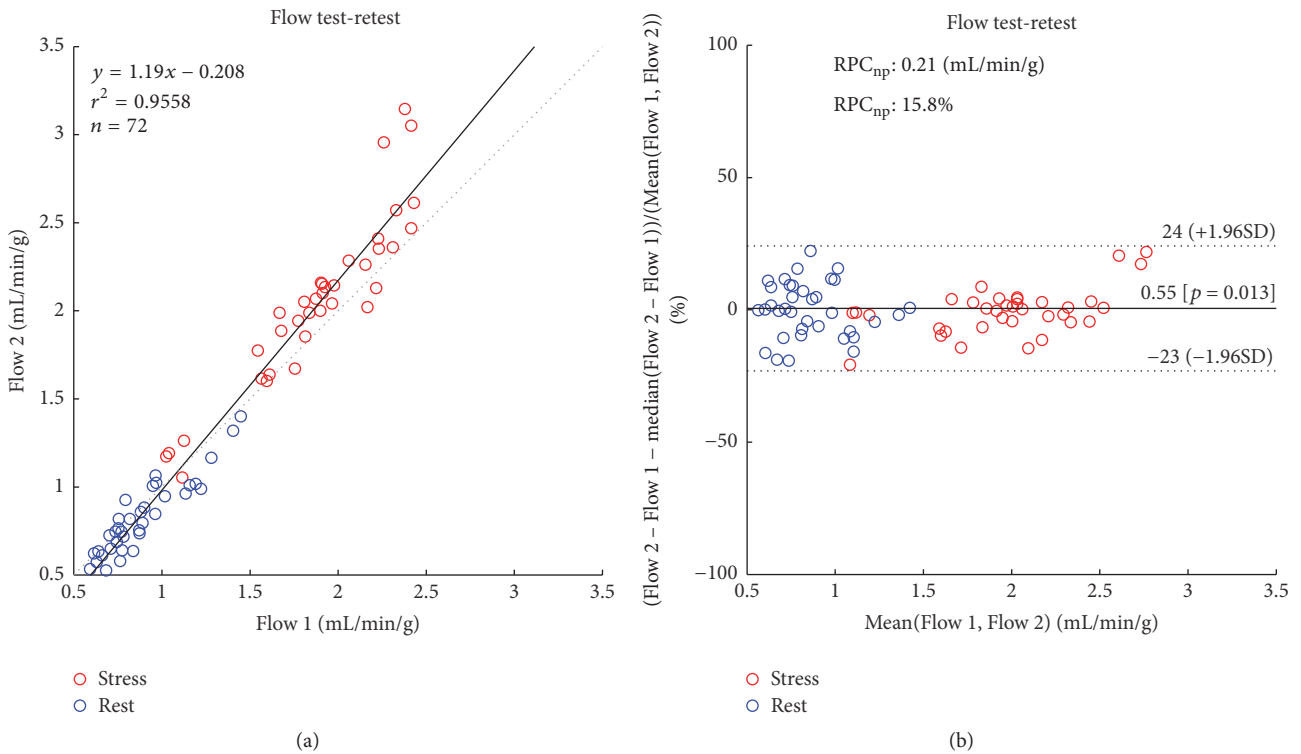 Flow test-retest
3.5
3
2.5
2
1.5
1
0.5
Flow 2 (mL/min/g)
y = 1.19x − 0.208
r² = 0.9558
n = 72
0.5 1 1.5 2 2.5 3 3.5
Flow 1 (mL/min/g)
Stress
Rest
(a)
Flow test-retest
(Flow 2 − Flow 1 − median(Flow 2 − Flow 1))/(Mean(Flow 1, Flow 2))
(%)
100
50
0
−50
−100
RPCnp: 0.21 (mL/min/g)
RPCnp: 15.8%
24 (+1.96SD)
0.55 [p = 0.013]
−23 (−1.96SD)
0.5 1 1.5 2 2.5 3 3.5
Mean(Flow 1, Flow 2) (mL/min/g)
Stress
Rest
(b)